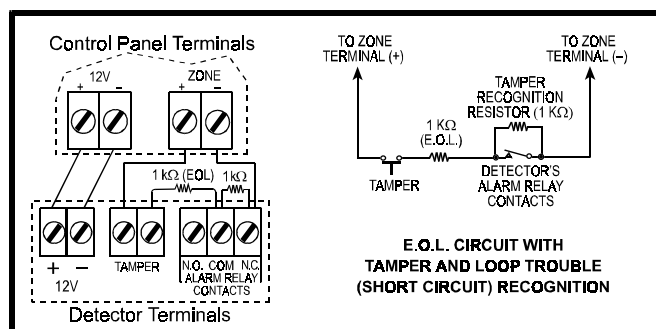 Control Panel Terminals
12V
+ −
ZONE
+ −
1 kΩ (EOL)
1kΩ
+ −
12V
TAMPER
N.O. COM N.C.
ALARM RELAY
CONTACTS
Detector Terminals
TO ZONE
TERMINAL (+)
TO ZONE
TERMINAL (–)
TAMPER
RECOGNITION
RESISTOR (1 KΩ)
1 KΩ
(E.O.L.)
TAMPER
DETECTOR'S
ALARM RELAY
CONTACTS
E.O.L. CIRCUIT WITH
TAMPER AND LOOP TROUBLE
(SHORT CIRCUIT) RECOGNITION